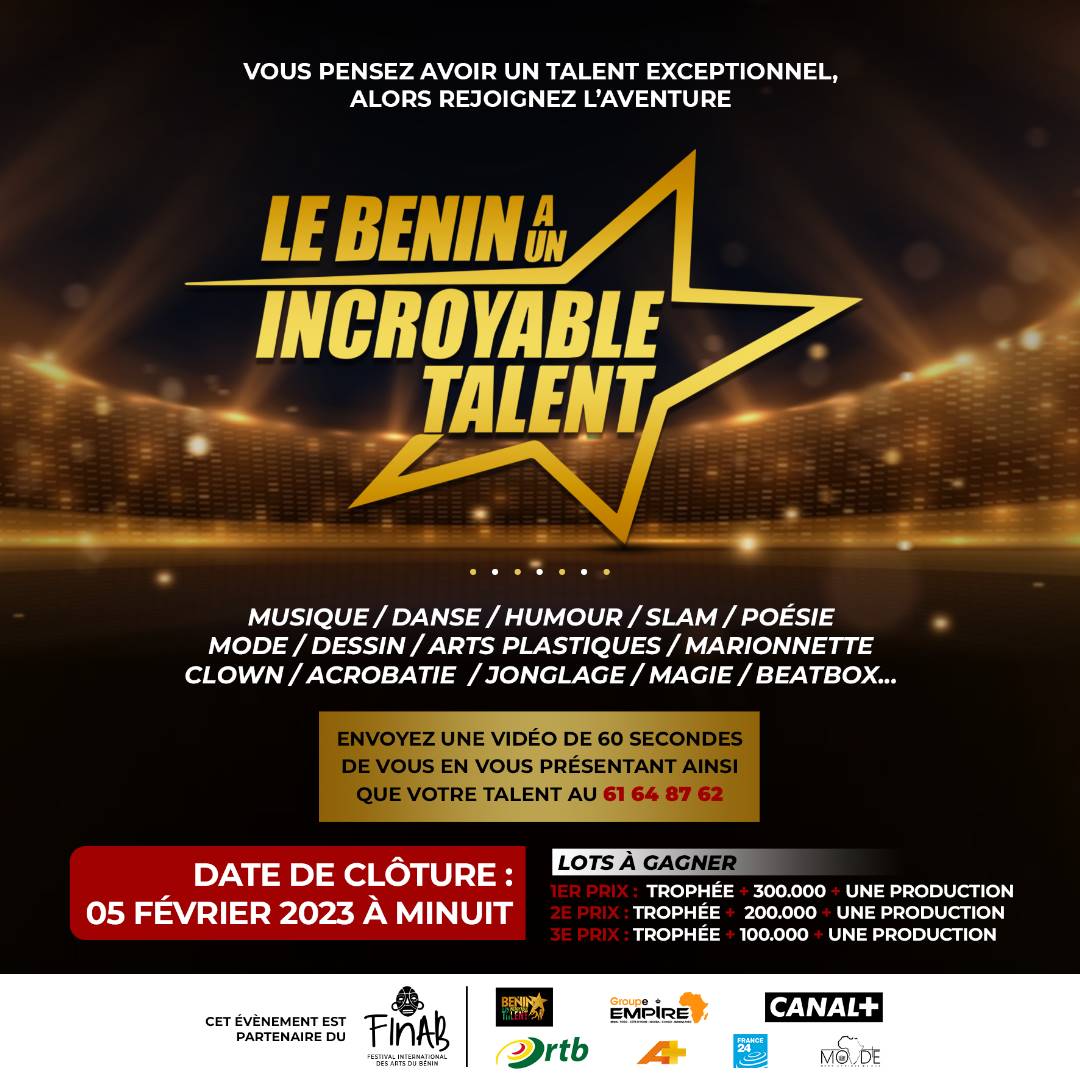 VOUS PENSEZ AVOIR UN TALENT EXCEPTIONNEL,
ALORS REJOIGNEZ L'AVENTURE
LE BENIN A UN
INCROYABLE
TALENT
MUSIQUE / DANSE / HUMOUR / SLAM / POÉSIE
MODE / DESSIN / ARTS PLASTIQUES / MARIONNETTE
CLOWN / ACROBATIE / JONGLAGE / MAGIE / BEATBOX...
ENVOYEZ UNE VIDÉO DE 60 SECONDES
DE VOUS EN VOUS PRÉSENTANT AINSI
QUE VOTRE TALENT AU 61 64 87 62
DATE DE CLÔTURE :
05 FÉVRIER 2023 À MINUIT
LOTS À GAGNER
1ER PRIX : TROPHÉE + 300.000 + UNE PRODUCTION
2E PRIX : TROPHÉE + 200.000 + UNE PRODUCTION
3E PRIX : TROPHÉE + 100.000 + UNE PRODUCTION
CET ÉVÈNEMENT EST
PARTENAIRE DU
FInAB
FESTIVAL INTERNATIONAL
DES ARTS DU BÉNIN
BENIN
TALENT
Groupe
EMPIRE
CANAL+
Ortb
A+
FRANCE
24
MODE